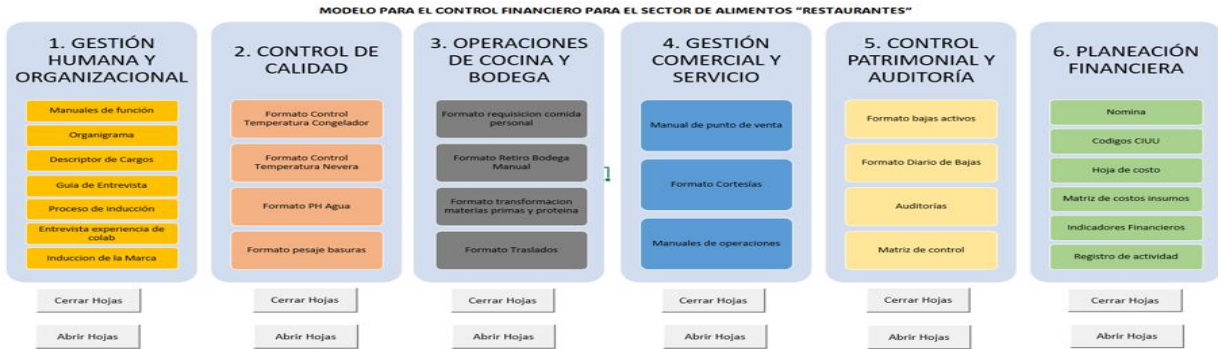 MODELO PARA EL CONTROL FINANCIERO PARA EL SECTOR DE ALIMENTOS "RESTAURANTES"
1. GESTIÓN
HUMANA Y
ORGANIZACIONAL
Manuales de función
Organigrama
Descriptor de Cargos
Guia de Entrevista
Proceso de inducción
Entrevista experiencia de
colab
Induccion de la Marca
Cerrar Hojas
Abrir Hojas
2. CONTROL DE
CALIDAD
Formato Control
Temperatura Congelador
Formato Control
Temperatura Nevera
Formato PH Agua
Formato pesaje basuras
Cerrar Hojas
Abrir Hojas
3. OPERACIONES
DE COCINA Y
BODEGA
Formato requisicion comida
personal
Formato Retiro Bodega
Manual
Formato transformacion
materias primas y proteina
Formato Traslados
Cerrar Hojas
Abrir Hojas
4. GESTIÓN
COMERCIAL Y
SERVICIO
Manual de punto de venta
Formato Cortesías
Manuales de operaciones
Cerrar Hojas
Abrir Hojas
5. CONTROL
PATRIMONIAL Y
AUDITORÍA
Formato bajas activos
Formato Diario de Bajas
Auditorías
Matriz de control
Cerrar Hojas
Abrir Hojas
6. PLANEACIÓN
FINANCIERA
Nomina
Codigos CIUU
Hoja de costo
Matriz de costos insumos
Indicadores Financieros
Registro de actividad
Cerrar Hojas
Abrir Hojas